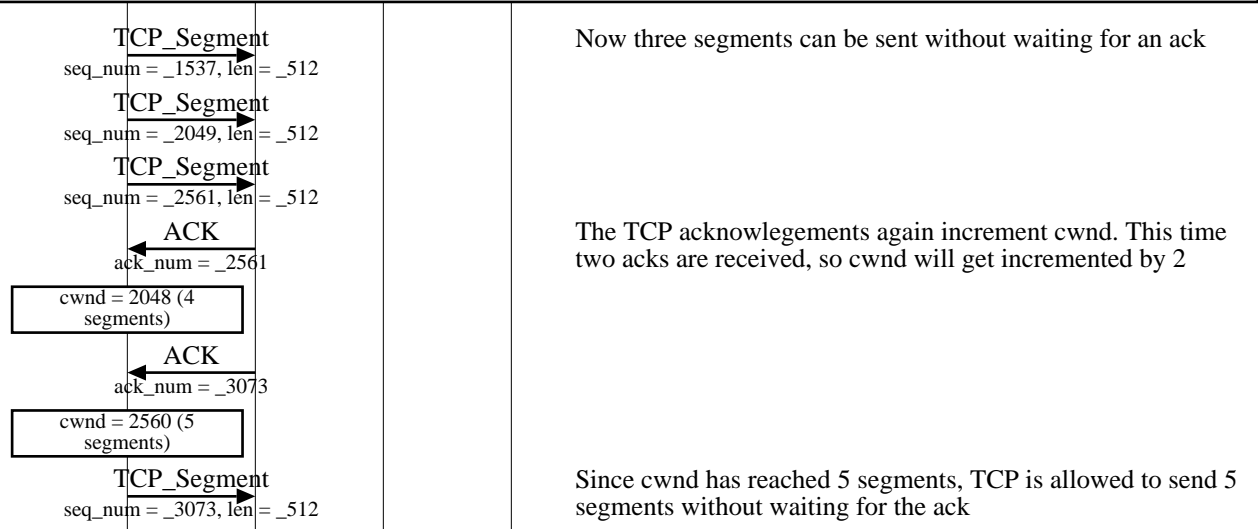 TCP_Segment
seq_num = _1537, len = _512
Now three segments can be sent without waiting for an ack
TCP_Segment
seq_num = _2049, len = _512
TCP_Segment
seq_num = _2561, len = _512
ACK
ack_num = _2561
The TCP acknowlegements again increment cwnd. This time
two acks are received, so cwnd will get incremented by 2
cwnd = 2048 (4
segments)
ACK
ack_num = _3073
cwnd = 2560 (5
segments)
TCP_Segment
seq_num = _3073, len = _512
Since cwnd has reached 5 segments, TCP is allowed to send 5
segments without waiting for the ack